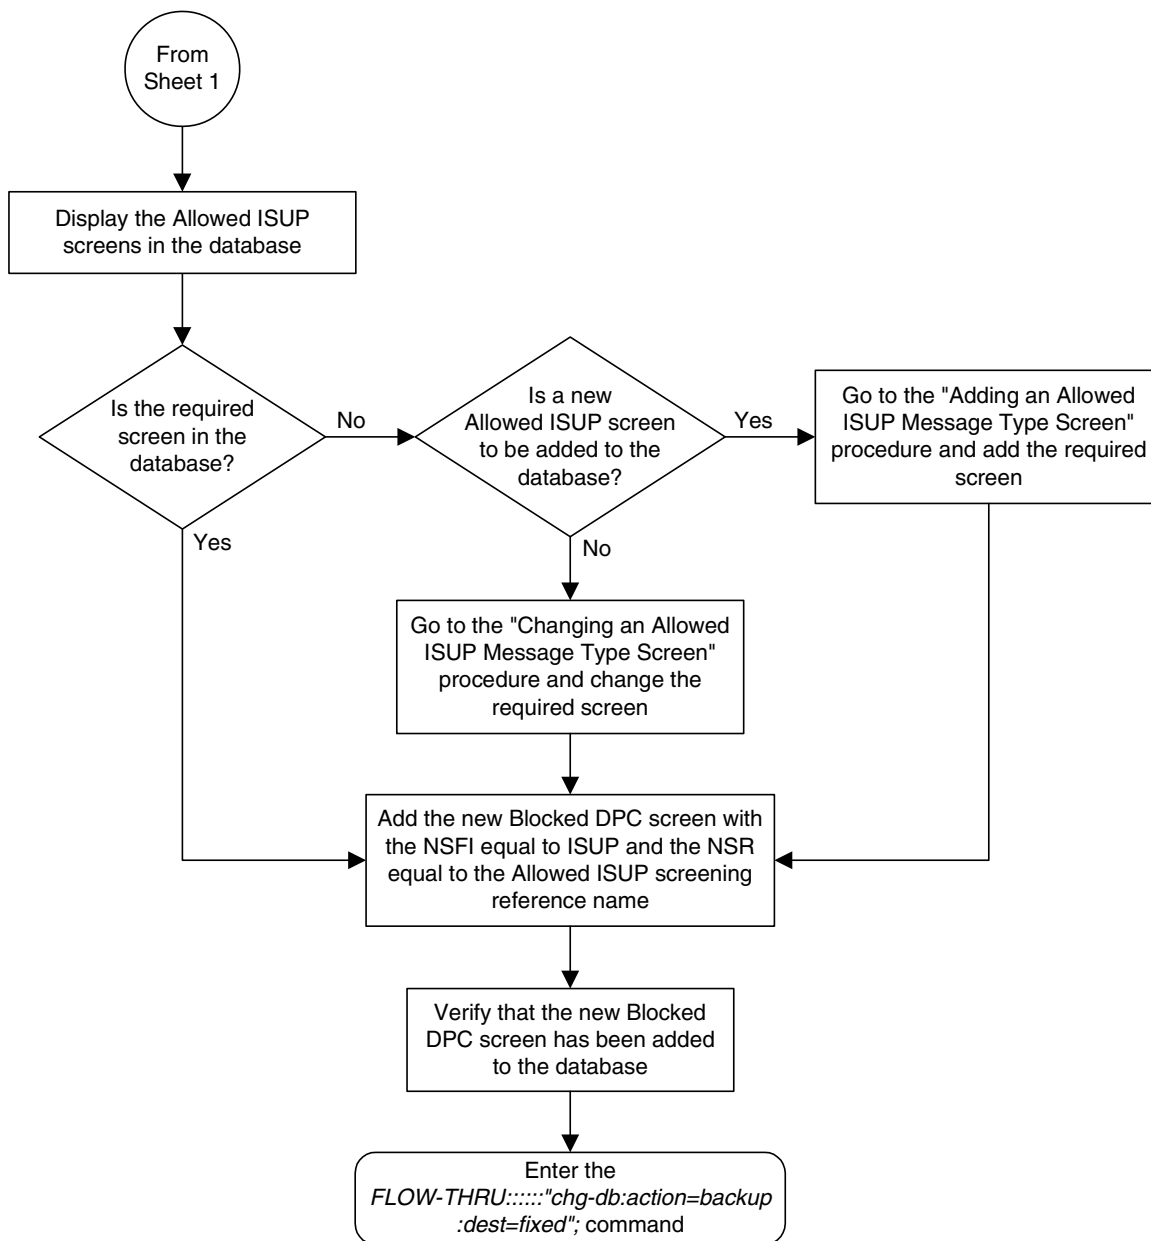 From
Sheet 1
Display the Allowed ISUP
screens in the database
Is the required
screen in the
database?
No
Yes
Is a new
Allowed ISUP screen
to be added to the
database?
Yes
No
Go to the "Adding an Allowed
ISUP Message Type Screen"
procedure and add the required
screen
Go to the "Changing an Allowed
ISUP Message Type Screen"
procedure and change the
required screen
Add the new Blocked DPC screen with
the NSFI equal to ISUP and the NSR
equal to the Allowed ISUP screening
reference name
Verify that the new Blocked
DPC screen has been added
to the database
Enter the
FLOW-THRU::::::"chg-db:action=backup
:dest=fixed"; command